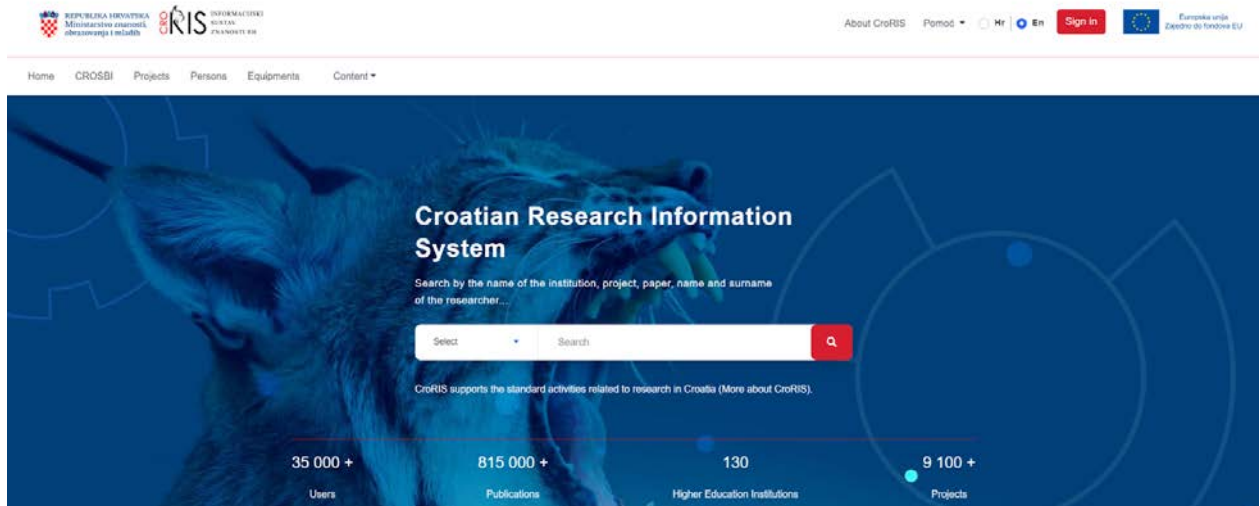 REPUBLIKA HRVATSKA
Ministarstvo znanosti,
obrazovanja i mladih
CRORIS
INFORMACIJSKI
SUSTAV
ZNANOSTI RH
About CroRIS Pomoć Hr En Sign in
Europska unija
Zajedno do fondova EU
Home CROSBI Projects Persons Equipments Content
Croatian Research Information
System
Search by the name of the institution, project, paper, name and surname
of the researcher...
Select Search
CroRIS supports the standard activities related to research in Croatia (More about CroRIS).
35 000 + 815 000 + 130 9 100 +
Users Publications Higher Education Institutions Projects